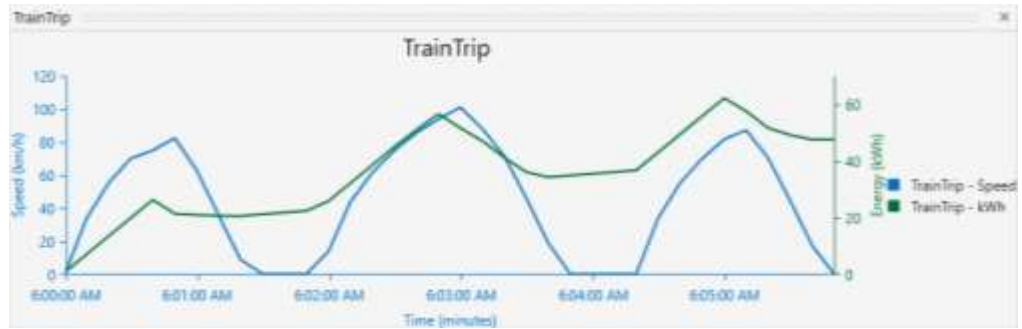 TrainTrip
TrainTrip
120
100
80
60
40
20
0
Speed (km/h)
60
40
20
0
Energy (kWh)
6:00:00 AM 6:01:00 AM 6:02:00 AM 6:03:00 AM 6:04:00 AM 6:05:00 AM
Time (minutes)
TrainTrip - Speed
TrainTrip - kWh